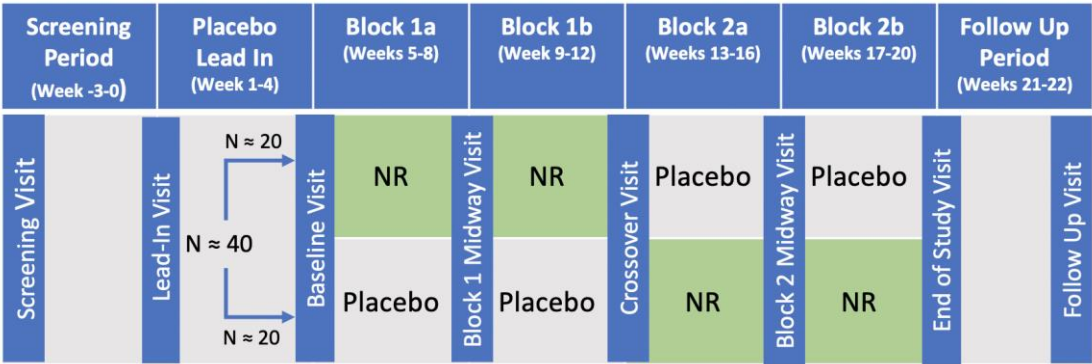 Screening
Period
(Week -3-0)
Placebo
Lead In
(Week 1-4)
Block 1a
(Weeks 5-8)
Block 1b
(Week 9-12)
Block 2a
(Weeks 13-16)
Block 2b
(Weeks 17-20)
Follow Up
Period
(Weeks 21-22)
Screening Visit
Lead-In Visit
N ≈ 20
N ≈ 40
N ≈ 20
Baseline Visit
NR
Placebo
Block 1 Midway Visit
NR
Placebo
Crossover Visit
Placebo
NR
Block 2 Midway Visit
Placebo
NR
End of Study Visit
Follow Up Visit